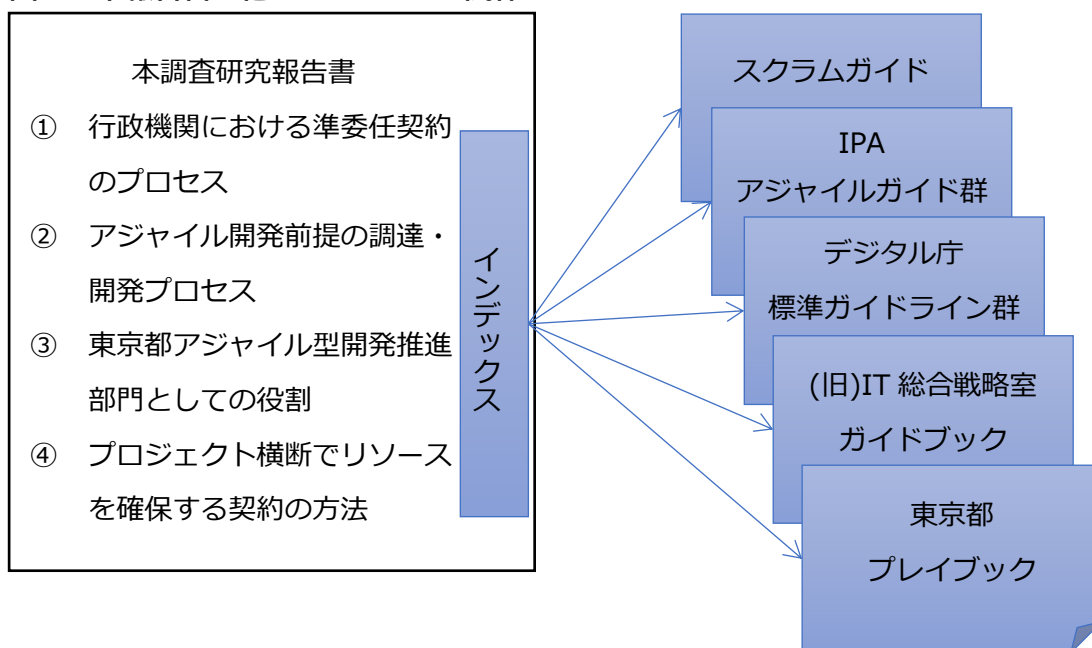 本調査研究報告書
① 行政機関における準委任契約
のプロセス
② アジャイル開発前提の調達・
開発プロセス
③ 東京都アジャイル型開発推進
部門としての役割
④ プロジェクト横断でリソース
を確保する契約の方法
インデックス
スクラムガイド
IPA
アジャイルガイド群
デジタル庁
標準ガイドライン群
(旧)IT 総合戦略室
ガイドブック
東京都
プレイブック